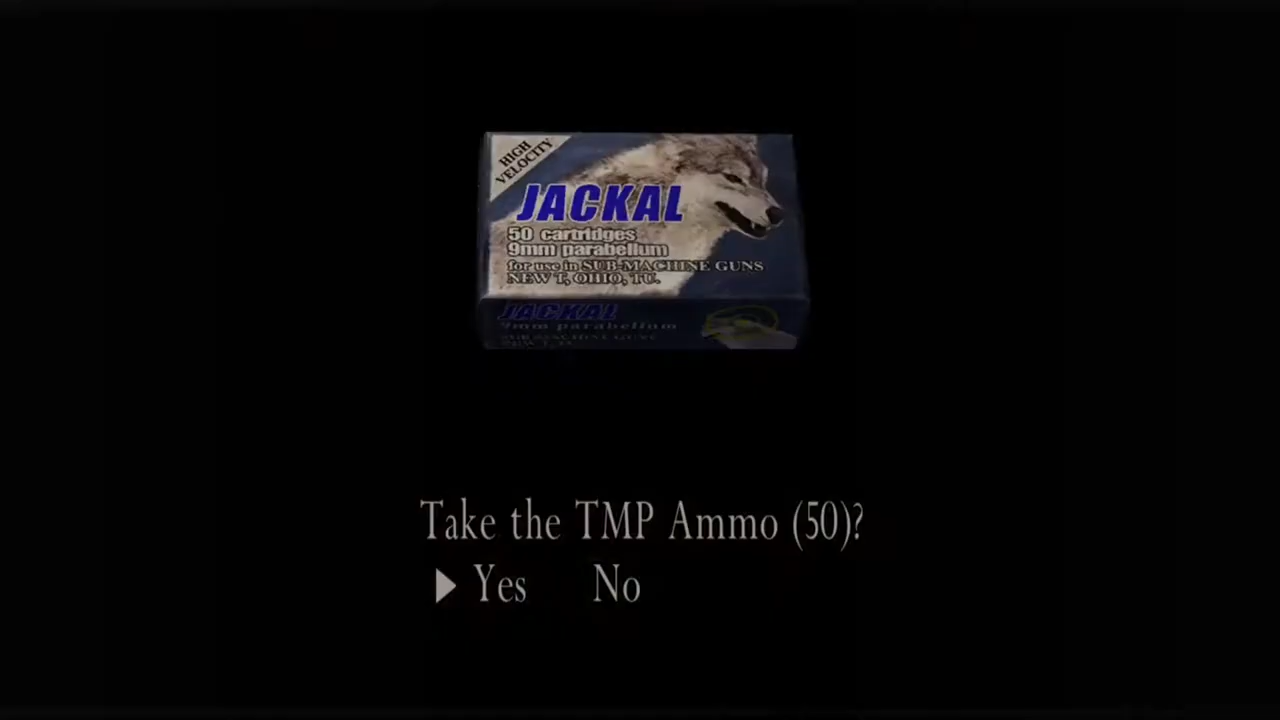 HIGH
VELOCITY
JACKAL
50 cartridges
9mm parabellum
for use in SUB-MACHINE GUNS
NEW T, OHIO, TU.
JACKAL
9mm parabellum
Take the TMP Ammo (50)?
Yes No